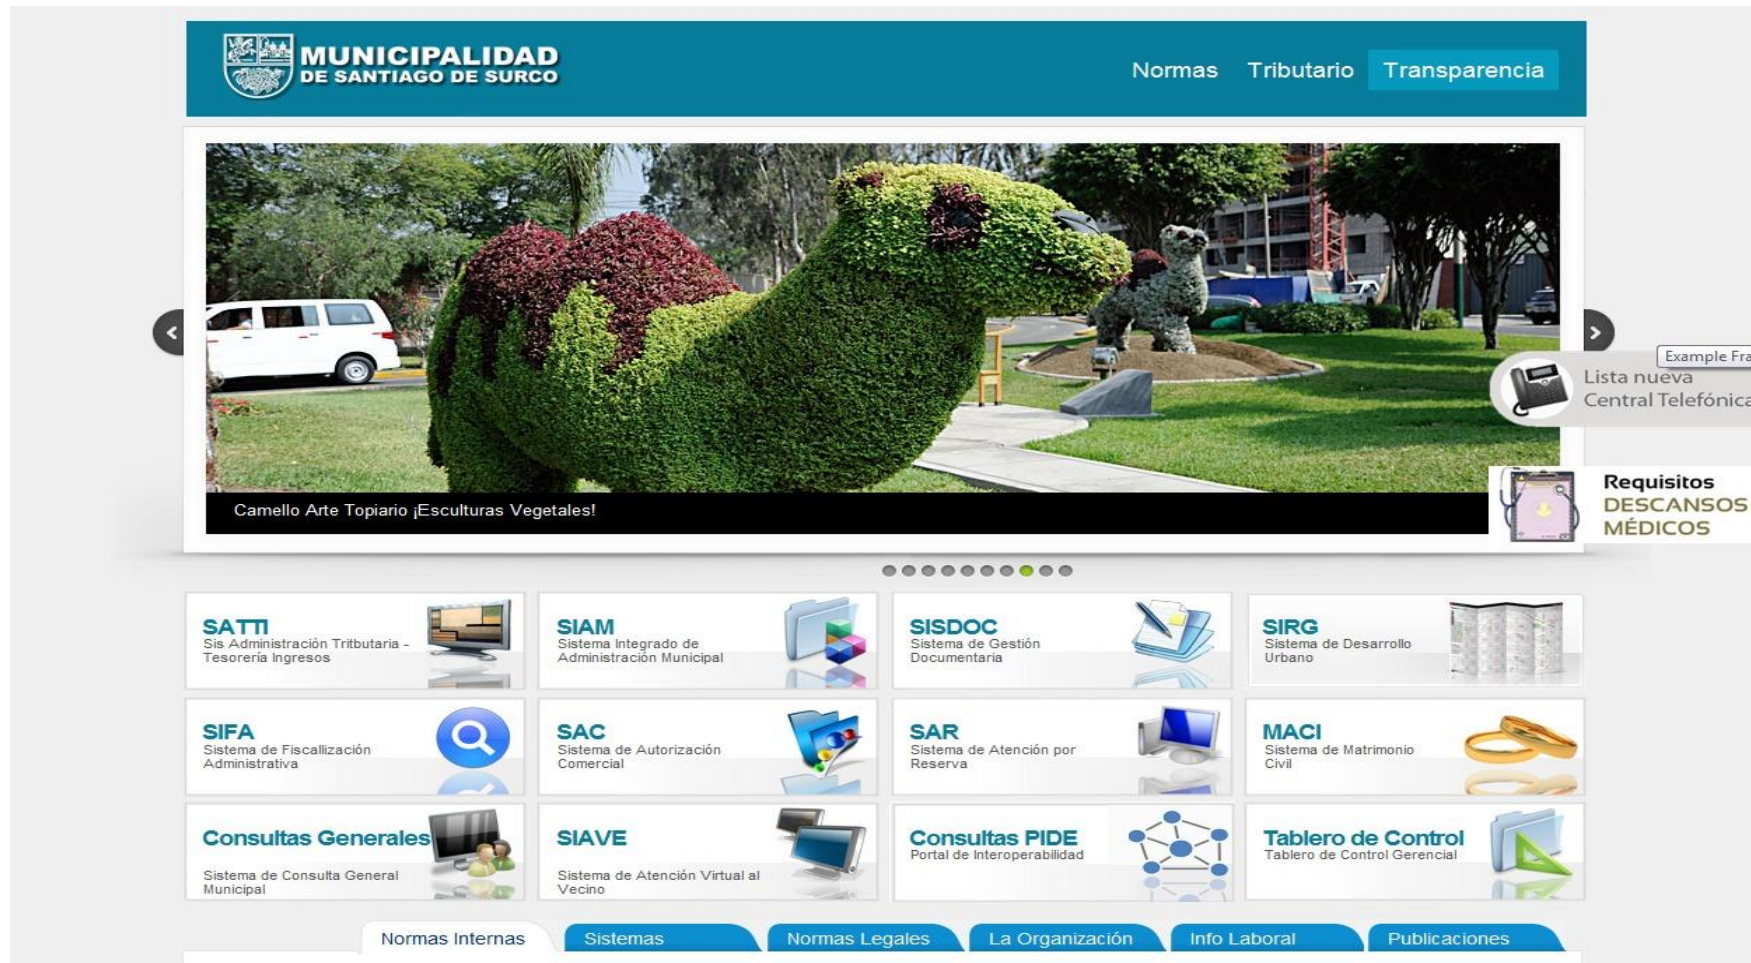 MUNICIPALIDAD
DE SANTIAGO DE SURCO
Normas Tributario Transparencia
Example Fra
Lista nueva
Central Telefónica
Requisitos
DESCANSOS
MÉDICOS
Camello Arte Topiario ¡Esculturas Vegetales!
SATTI
Sis Administración Tritbutaria -
Tesorería Ingresos
SIAM
Sistema Integrado de
Administración Municipal
SISDOC
Sistema de Gestión
Documentaria
SIRG
Sistema de Desarrollo
Urbano
SIFA
Sistema de Fiscallización
Administrativa
SAC
Sistema de Autorización
Comercial
SAR
Sistema de Atención por
Reserva
MACI
Sistema de Matrimonio
Civil
Consultas Generales
Sistema de Consulta General
Municipal
SIAVE
Sistema de Atención Virtual al
Vecino
Consultas PIDE
Portal de Interoperabilidad
Tablero de Control
Tablero de Control Gerencial
Normas Internas Sistemas Normas Legales La Organización Info Laboral Publicaciones